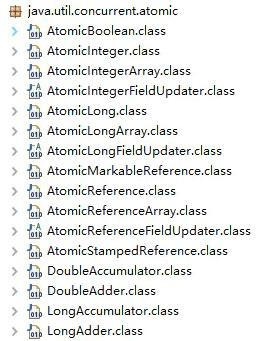 java.util.concurrent.atomic
AtomicBoolean.class
AtomicInteger.class
AtomicIntegerArray.class
AtomicIntegerFieldUpdater.class
AtomicLong.class
AtomicLongArray.class
AtomicLongFieldUpdater.class
AtomicMarkableReference.class
AtomicReference.class
AtomicReferenceArray.class
AtomicReferenceFieldUpdater.class
AtomicStampedReference.class
DoubleAccumulator.class
DoubleAdder.class
LongAccumulator.class
LongAdder.class